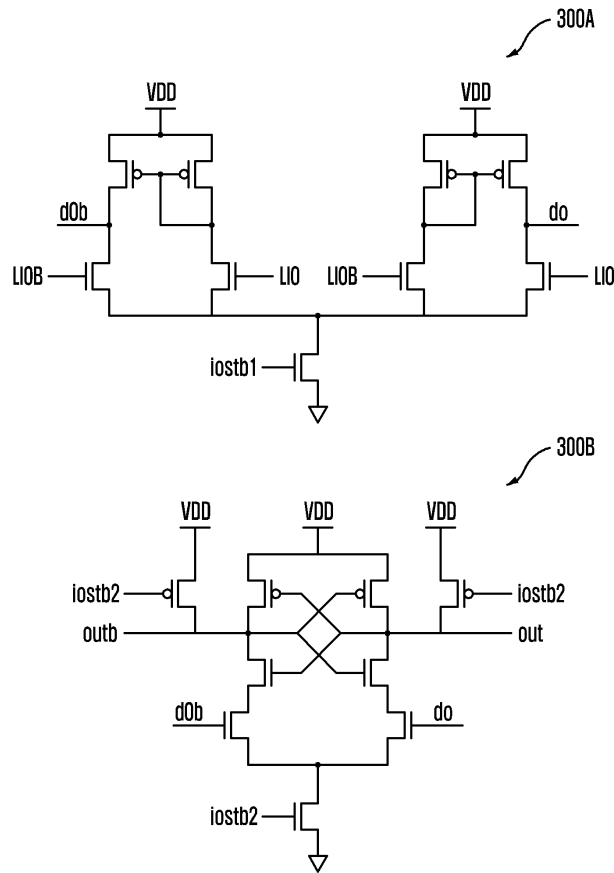 300A
VDD VDD
d0b do
LIOB LIO LIOB LIO
iostb1
300B
VDD VDD VDD
iostb2 iostb2
outb out
d0b do
iostb2